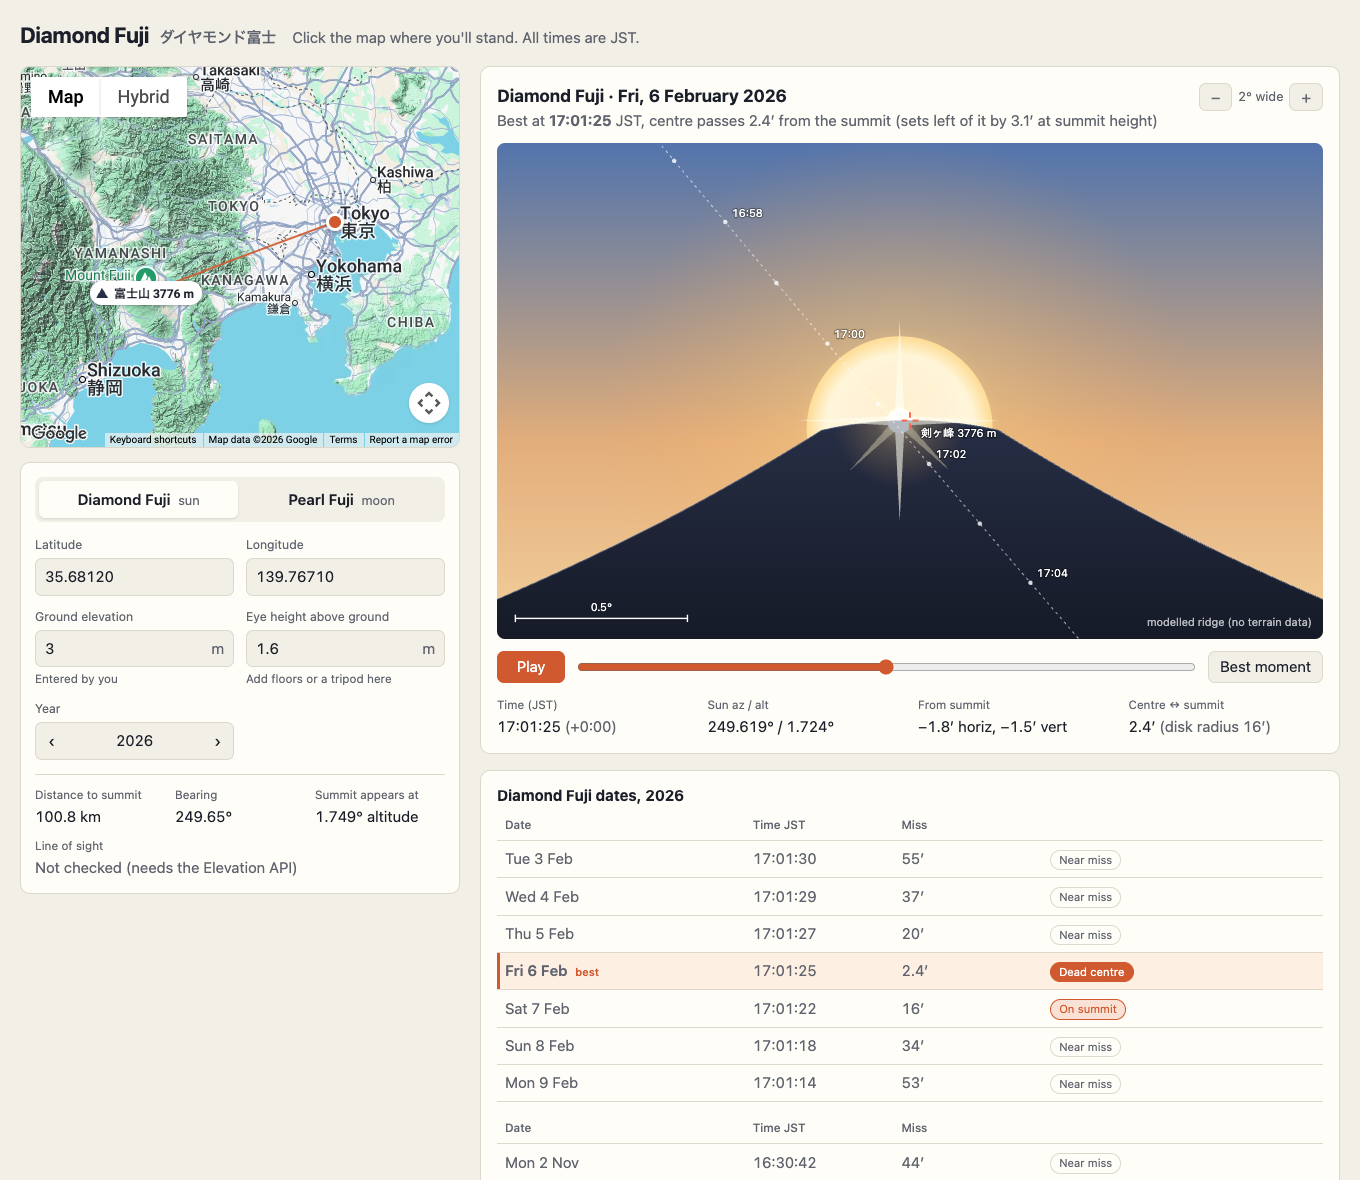 Diamond Fuji ダイヤモンド富士 Click the map where you'll stand. All times are JST.
Map Hybrid
Takasaki
高崎
SAITAMA
Kashiwa
柏
TOKYO
Tokyo
東京
YAMANASHI
Mount Fuji
▲ 富士山 3776 m
KANAGAWA
Yokohama
横浜
Kamakura
鎌倉
CHIBA
Shizuoka
静岡
Google
Keyboard shortcuts Map data ©2026 Google Terms Report a map error
Diamond Fuji sun Pearl Fuji moon
Latitude Longitude
35.68120 139.76710
Ground elevation Eye height above ground
3 m 1.6 m
Entered by you Add floors or a tripod here
Year
‹ 2026 ›
Distance to summit Bearing Summit appears at
100.8 km 249.65° 1.749° altitude
Line of sight
Not checked (needs the Elevation API)
Diamond Fuji · Fri, 6 February 2026
− 2° wide +
Best at 17:01:25 JST, centre passes 2.4′ from the summit (sets left of it by 3.1′ at summit height)
16:58
17:00
剣ヶ峰 3776 m
17:02
17:04
0.5°
modelled ridge (no terrain data)
Play Best moment
Time (JST) Sun az / alt From summit Centre ↔ summit
17:01:25 (+0:00) 249.619° / 1.724° −1.8′ horiz, −1.5′ vert 2.4′ (disk radius 16′)
Diamond Fuji dates, 2026
Date Time JST Miss
Tue 3 Feb 17:01:30 55′ Near miss
Wed 4 Feb 17:01:29 37′ Near miss
Thu 5 Feb 17:01:27 20′ Near miss
Fri 6 Feb best 17:01:25 2.4′ Dead centre
Sat 7 Feb 17:01:22 16′ On summit
Sun 8 Feb 17:01:18 34′ Near miss
Mon 9 Feb 17:01:14 53′ Near miss
Date Time JST Miss
Mon 2 Nov 16:30:42 44′ Near miss